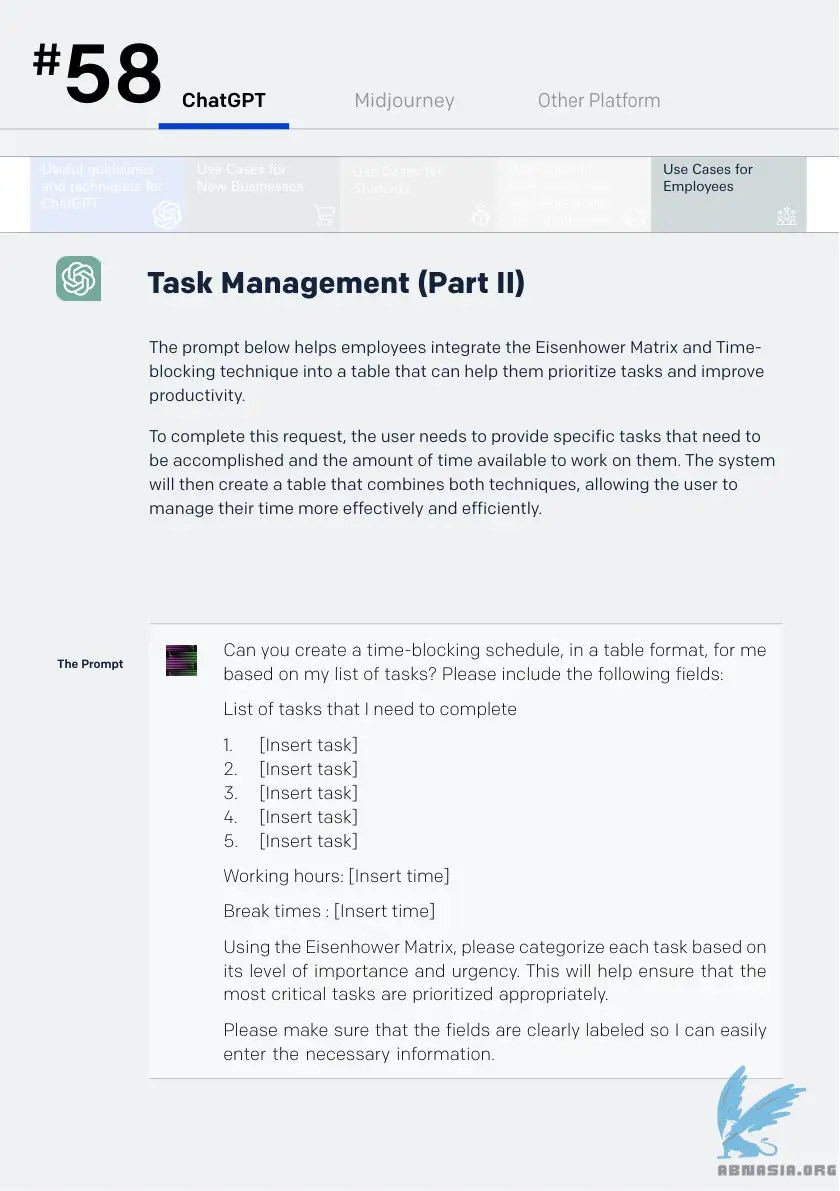 #58
ChatGPT
Midjourney
Other Platform
Useful guidelines
and techniques for
ChatGPT
Use Cases for
New Businesses
Use Cases for
Students
Use Cases for
Employees
Task Management (Part II)
The prompt below helps employees integrate the Eisenhower Matrix and Time-
blocking technique into a table that can help them prioritize tasks and improve
productivity.
To complete this request, the user needs to provide specific tasks that need to
be accomplished and the amount of time available to work on them. The system
will then create a table that combines both techniques, allowing the user to
manage their time more effectively and efficiently.
The Prompt
Can you create a time-blocking schedule, in a table format, for me
based on my list of tasks? Please include the following fields:
List of tasks that I need to complete
1. [Insert task]
2. [Insert task]
3. [Insert task]
4. [Insert task]
5. [Insert task]
Working hours: [Insert time]
Break times : [Insert time]
Using the Eisenhower Matrix, please categorize each task based on
its level of importance and urgency. This will help ensure that the
most critical tasks are prioritized appropriately.
Please make sure that the fields are clearly labeled so I can easily
enter the necessary information.
ABNASIA.ORG